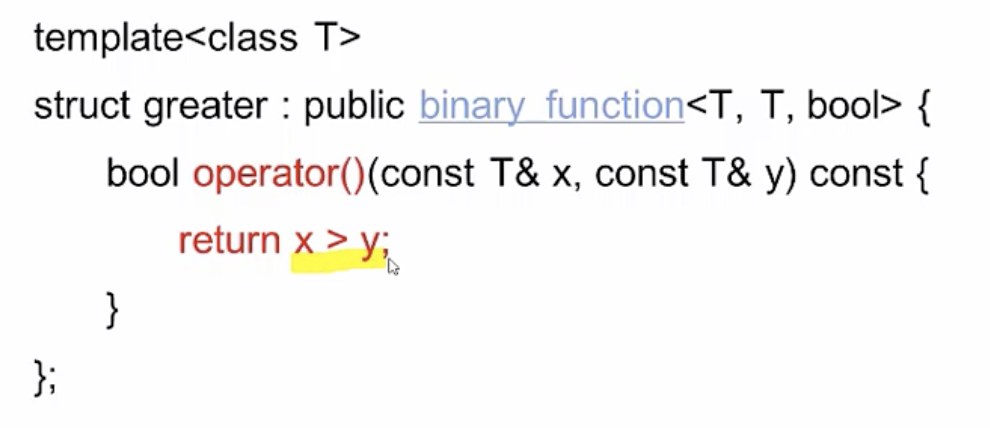 template<class T>
struct greater : public binary_function<T, T, bool> {
bool operator()(const T& x, const T& y) const {
return x > y;
}
};